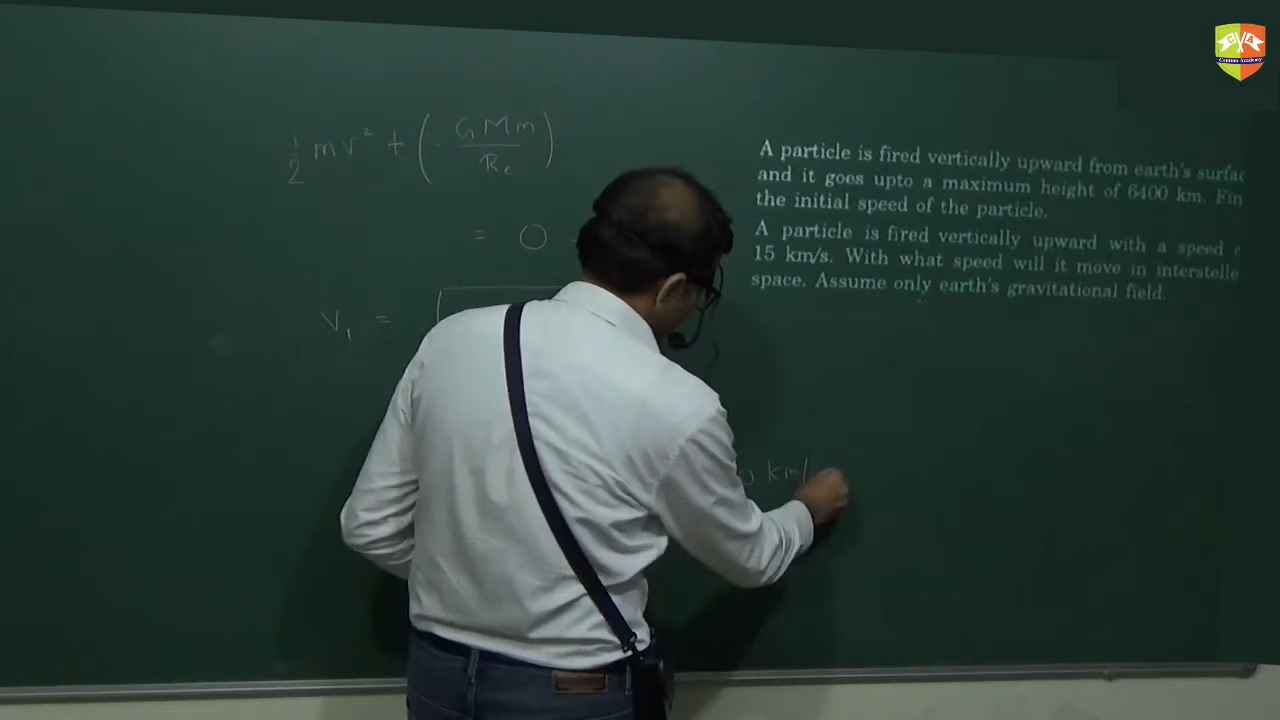 1/2 mv² + (- GMm/Re)
= 0
V₁ =
km/
A particle is fired vertically upward from earth's surfac
and it goes upto a maximum height of 6400 km. Fin
the initial speed of the particle.
A particle is fired vertically upward with a speed
15 km/s. With what speed will it move in interstelle
space. Assume only earth's gravitational field.
Contum Academy